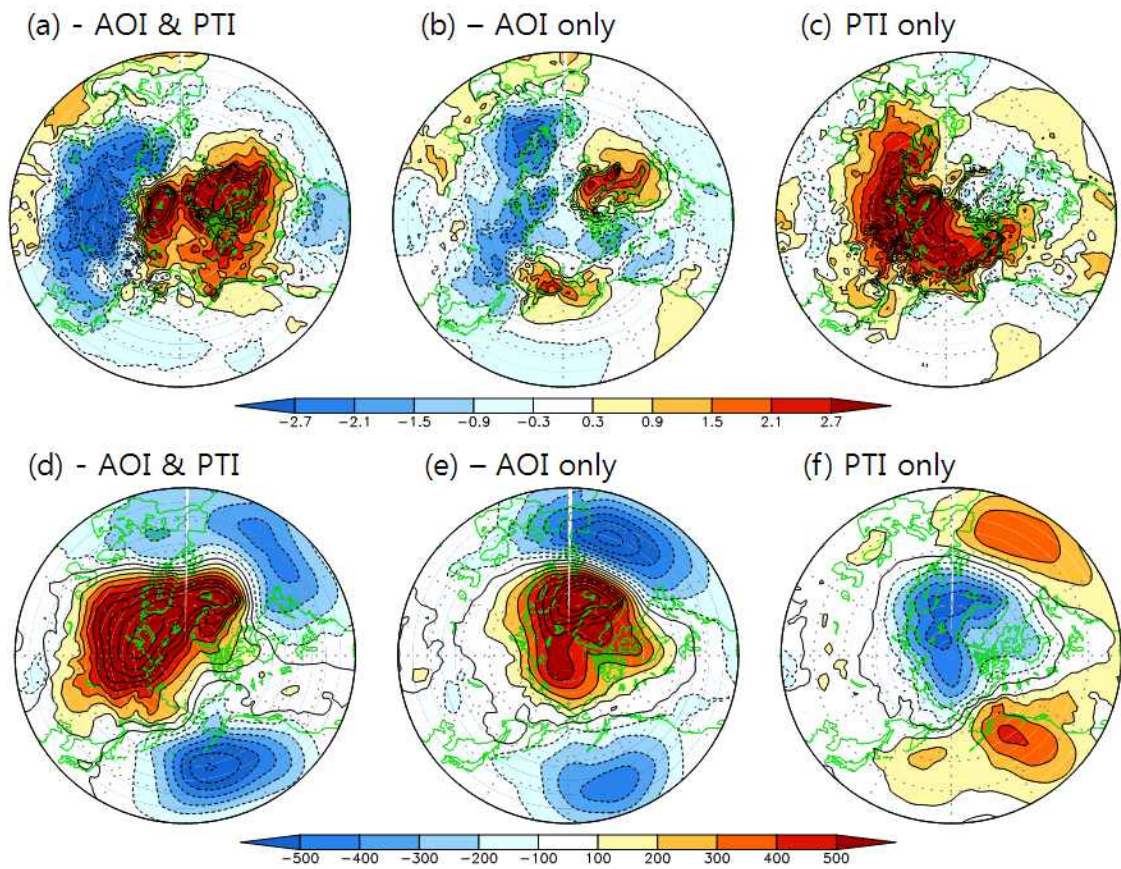 (a) - AOI & PTI
(b) – AOI only
(c) PTI only
−2.7 −2.1 −1.5 −0.9 −0.3 0.3 0.9 1.5 2.1 2.7
(d) - AOI & PTI
(e) – AOI only
(f) PTI only
−500 −400 −300 −200 −100 100 200 300 400 500